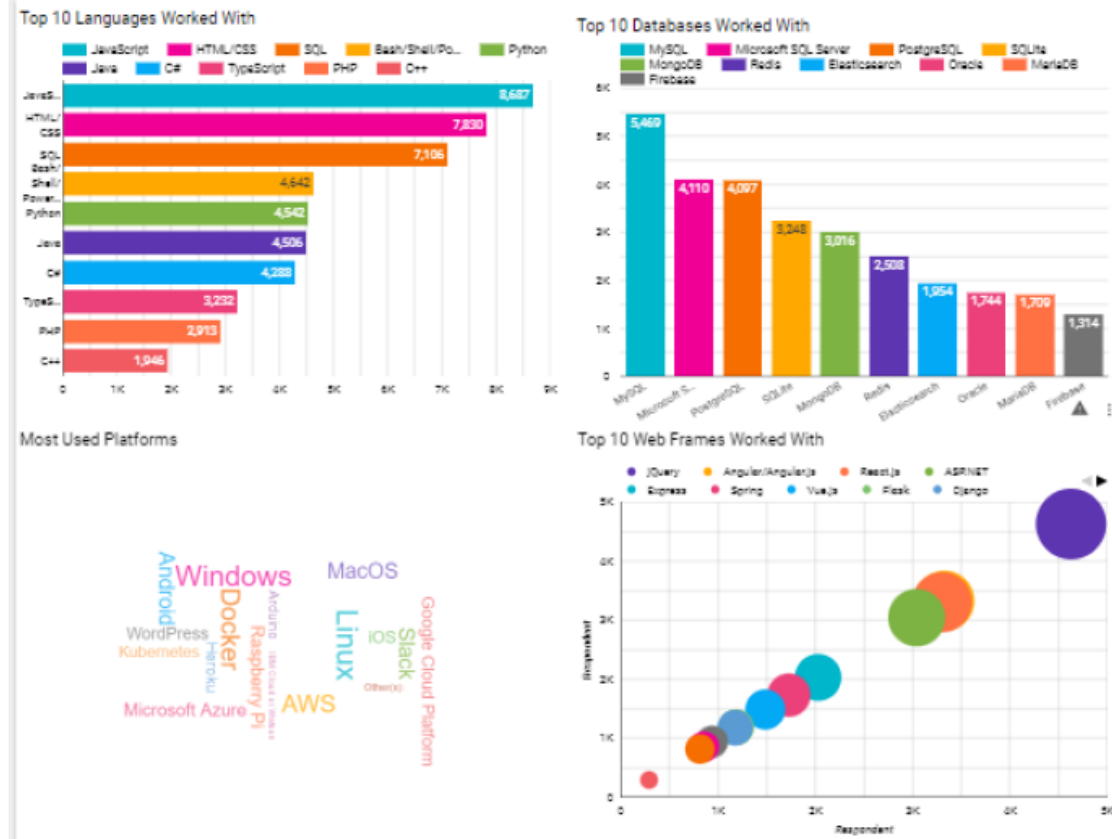 Top 10 Languages Worked With
JavaScript HTML/CSS SQL Bash/Shell/Po... Python
Java C# TypeScript PHP C++
JavaS... 8,687
HTML/
CSS 7,830
SQL 7,106
Bash/
Shell/
Power... 4,642
Python 4,542
Java 4,506
C# 4,288
TypeS... 3,232
PHP 2,913
C++ 1,946
0 1K 2K 3K 4K 5K 6K 7K 8K 9K
Top 10 Databases Worked With
MySQL Microsoft SQL Server PostgreSQL SQLite
MongoDB Redis Elasticsearch Oracle MariaDB
Firebase
6K
5K
4K
3K
2K
1K
0
5,469 4,110 4,097 3,248 3,016 2,508 1,954 1,744 1,709 1,314
MySQL Microsoft S... PostgreSQL SQLite MongoDB Redis Elasticsearch Oracle MariaDB Firebase
Most Used Platforms
Android
Windows
MacOS
Docker
Arduino
Linux
WordPress
Kubernetes
Heroku
Raspberry Pi
IBM Cloud or Watson
iOS
Slack
Google Cloud Platform
Other(s)
Microsoft Azure
AWS
Top 10 Web Frames Worked With
jQuery Angular/Angular.js React.js ASP.NET
Express Spring Vue.js Flask Django
5K
4K
3K
2K
1K
0
Respondent
0 1K 2K 3K 4K 5K
Respondent